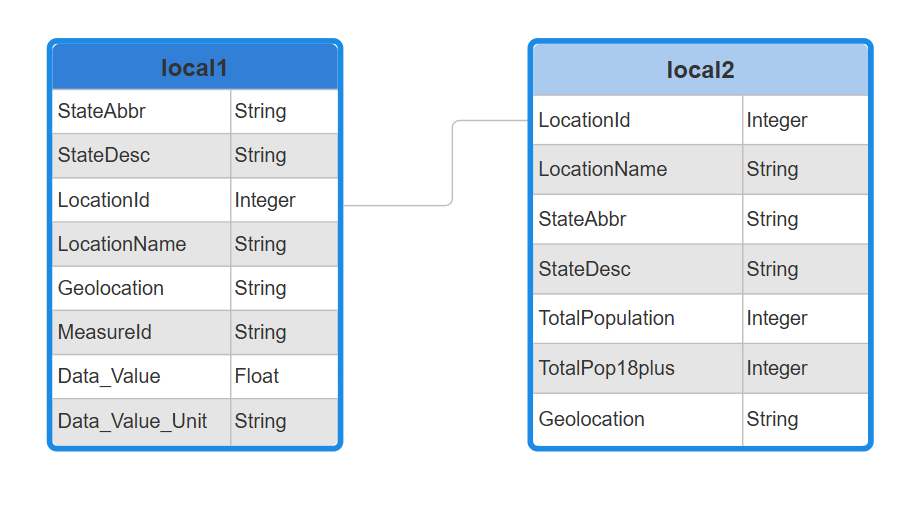 local1
StateAbbr String
StateDesc String
LocationId Integer
LocationName String
Geolocation String
MeasureId String
Data_Value Float
Data_Value_Unit String
local2
LocationId Integer
LocationName String
StateAbbr String
StateDesc String
TotalPopulation Integer
TotalPop18plus Integer
Geolocation String